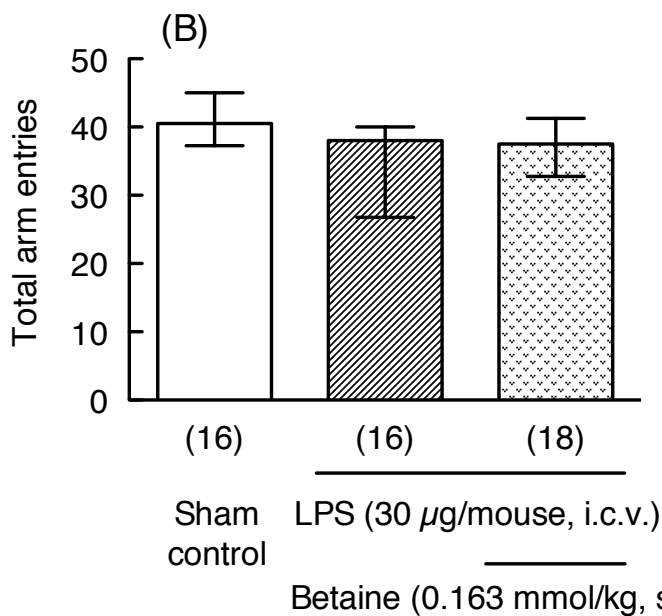 (B)
Total arm entries
50
40
30
20
10
0
(16) (16) (18)
Sham control
LPS (30 µg/mouse, i.c.v.)
Betaine (0.163 mmol/kg, s